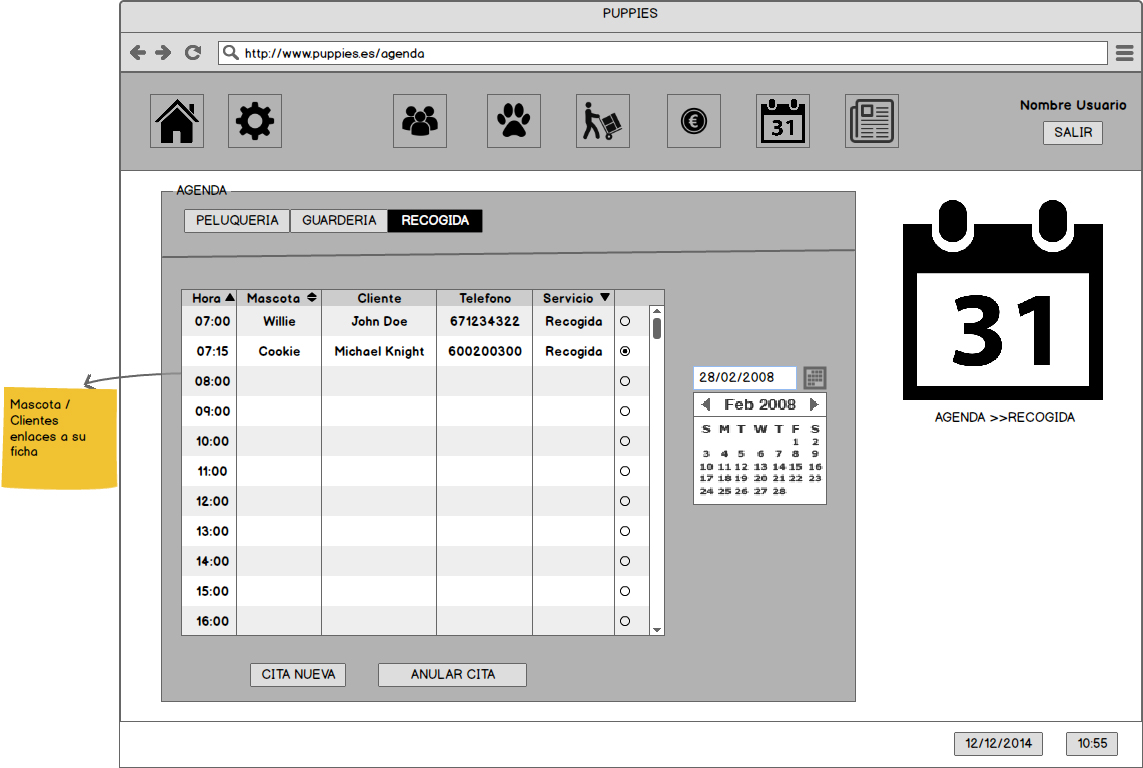 PUPPIES
http://www.puppies.es/agenda
31
Nombre Usuario
SALIR
AGENDA
PELUQUERIA GUARDERIA RECOGIDA
Hora Mascota Cliente Telefono Servicio
07:00 Willie John Doe 671234322 Recogida
07:15 Cookie Michael Knight 600200300 Recogida
08:00
09:00
10:00
11:00
12:00
13:00
14:00
15:00
16:00
CITA NUEVA ANULAR CITA
Mascota /
Clientes
enlaces a su
ficha
28/02/2008
Feb 2008
S M T W T F S
1 2
3 4 5 6 7 8 9
10 11 12 13 14 15 16
17 18 19 20 21 22 23
24 25 26 27 28
31
AGENDA >>RECOGIDA
12/12/2014 10:55